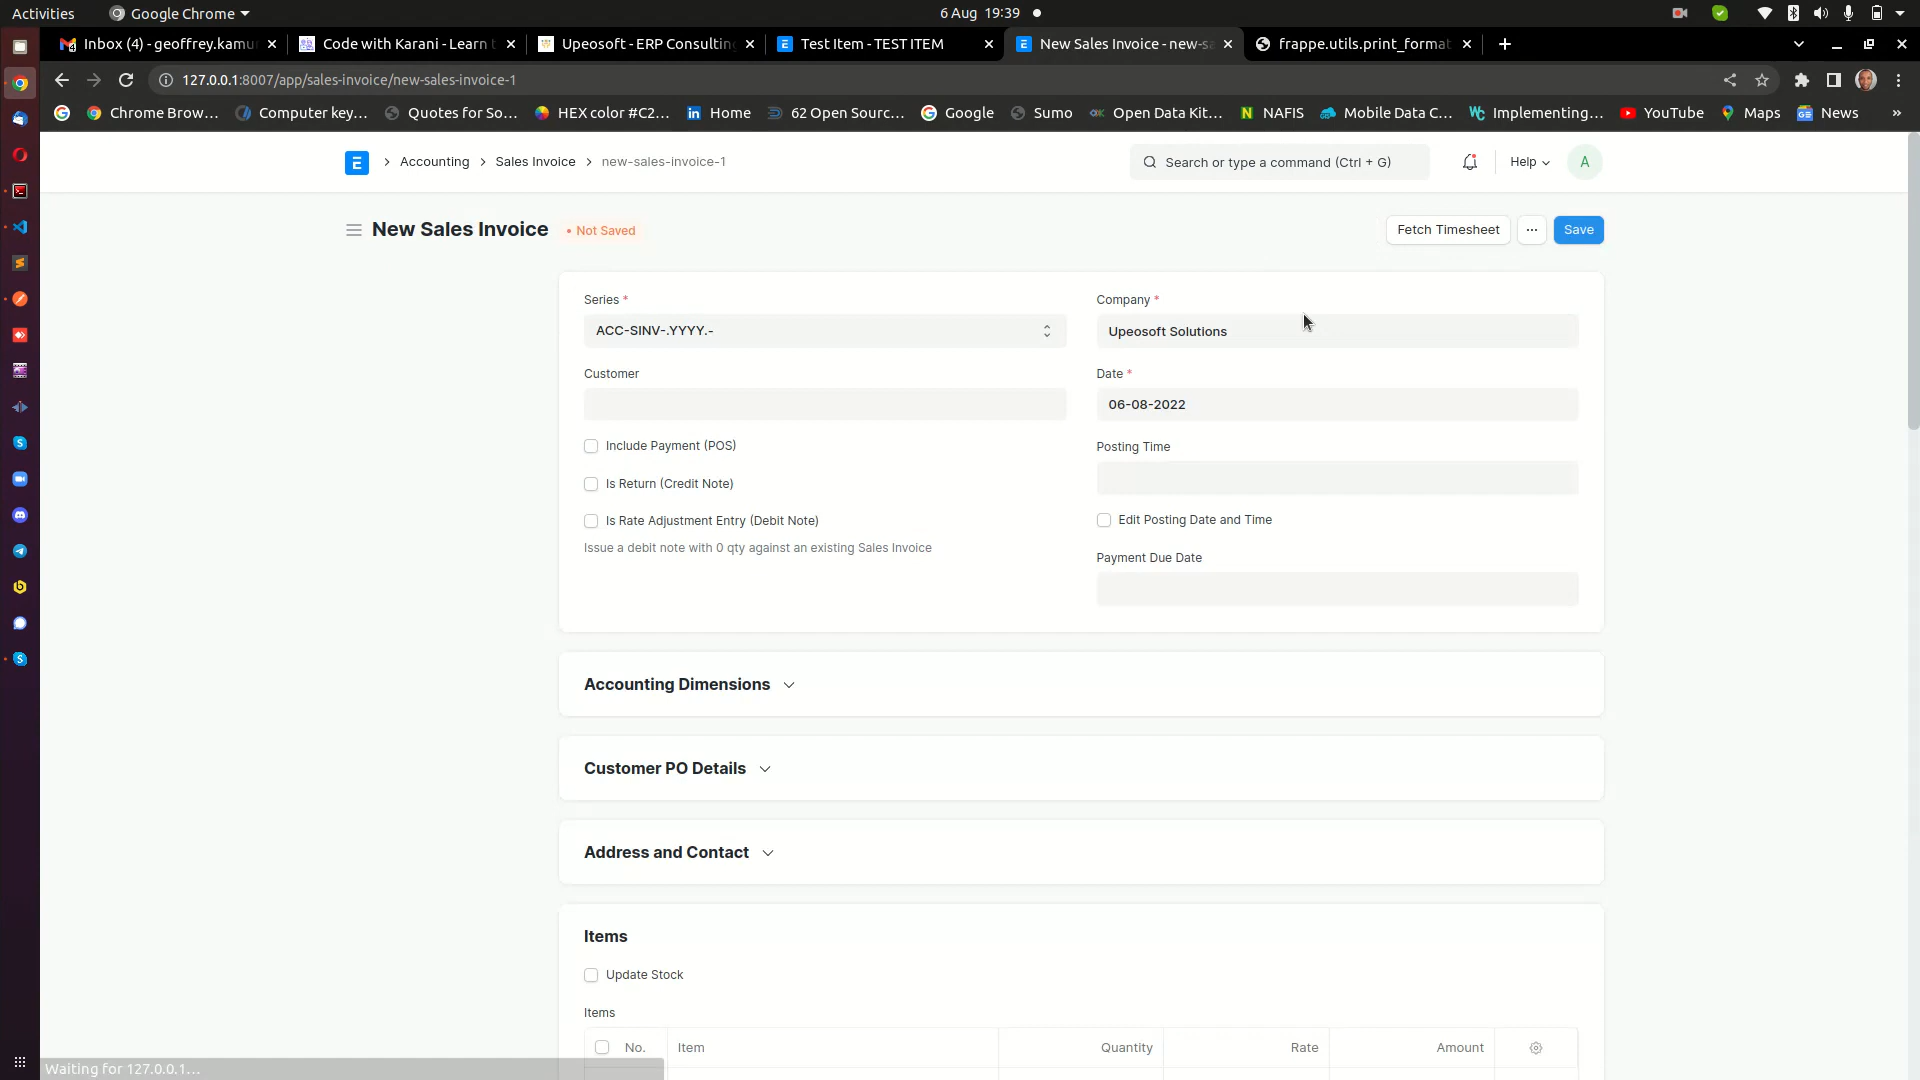 Activities
Google Chrome
6 Aug 19:39
Inbox (4) - geoffrey.kamu
Code with Karani - Learn t
Upeosoft - ERP Consulting
Test Item - TEST ITEM
New Sales Invoice - new-sa
frappe.utils.print_format
127.0.0.1:8007/app/sales-invoice/new-sales-invoice-1
Chrome Brow...
Computer key...
Quotes for So...
HEX color #C2...
Home
62 Open Sourc...
Google
Sumo
Open Data Kit...
NAFIS
Mobile Data C...
Implementing...
YouTube
Maps
News
»
E
Accounting
Sales Invoice
new-sales-invoice-1
Search or type a command (Ctrl + G)
Help
A
New Sales Invoice
• Not Saved
Fetch Timesheet
...
Save
Series *
Company *
ACC-SINV-.YYYY.-
Upeosoft Solutions
Customer
Date *
06-08-2022
Include Payment (POS)
Posting Time
Is Return (Credit Note)
Is Rate Adjustment Entry (Debit Note)
Edit Posting Date and Time
Issue a debit note with 0 qty against an existing Sales Invoice
Payment Due Date
Accounting Dimensions
Customer PO Details
Address and Contact
Items
Update Stock
Items
No.
Item
Quantity
Rate
Amount
Waiting for 127.0.0.1...